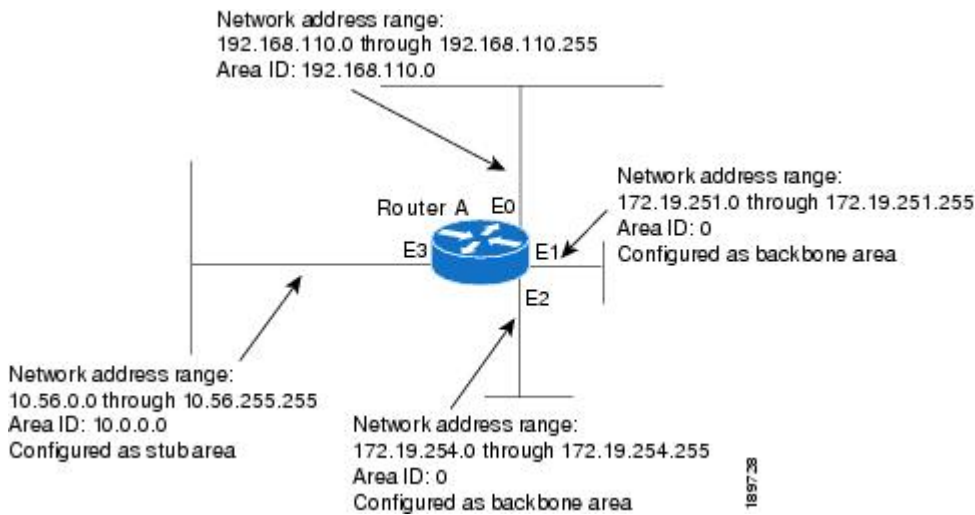 Network address range:
192.168.110.0 through 192.168.110.255
Area ID: 192.168.110.0
Network address range:
172.19.251.0 through 172.19.251.255
Area ID: 0
Configured as backbone area
Router A
E0
E3
E1
E2
Network address range:
10.56.0.0 through 10.56.255.255
Area ID: 10.0.0.0
Configured as stub area
Network address range:
172.19.254.0 through 172.19.254.255
Area ID: 0
Configured as backbone area
189728